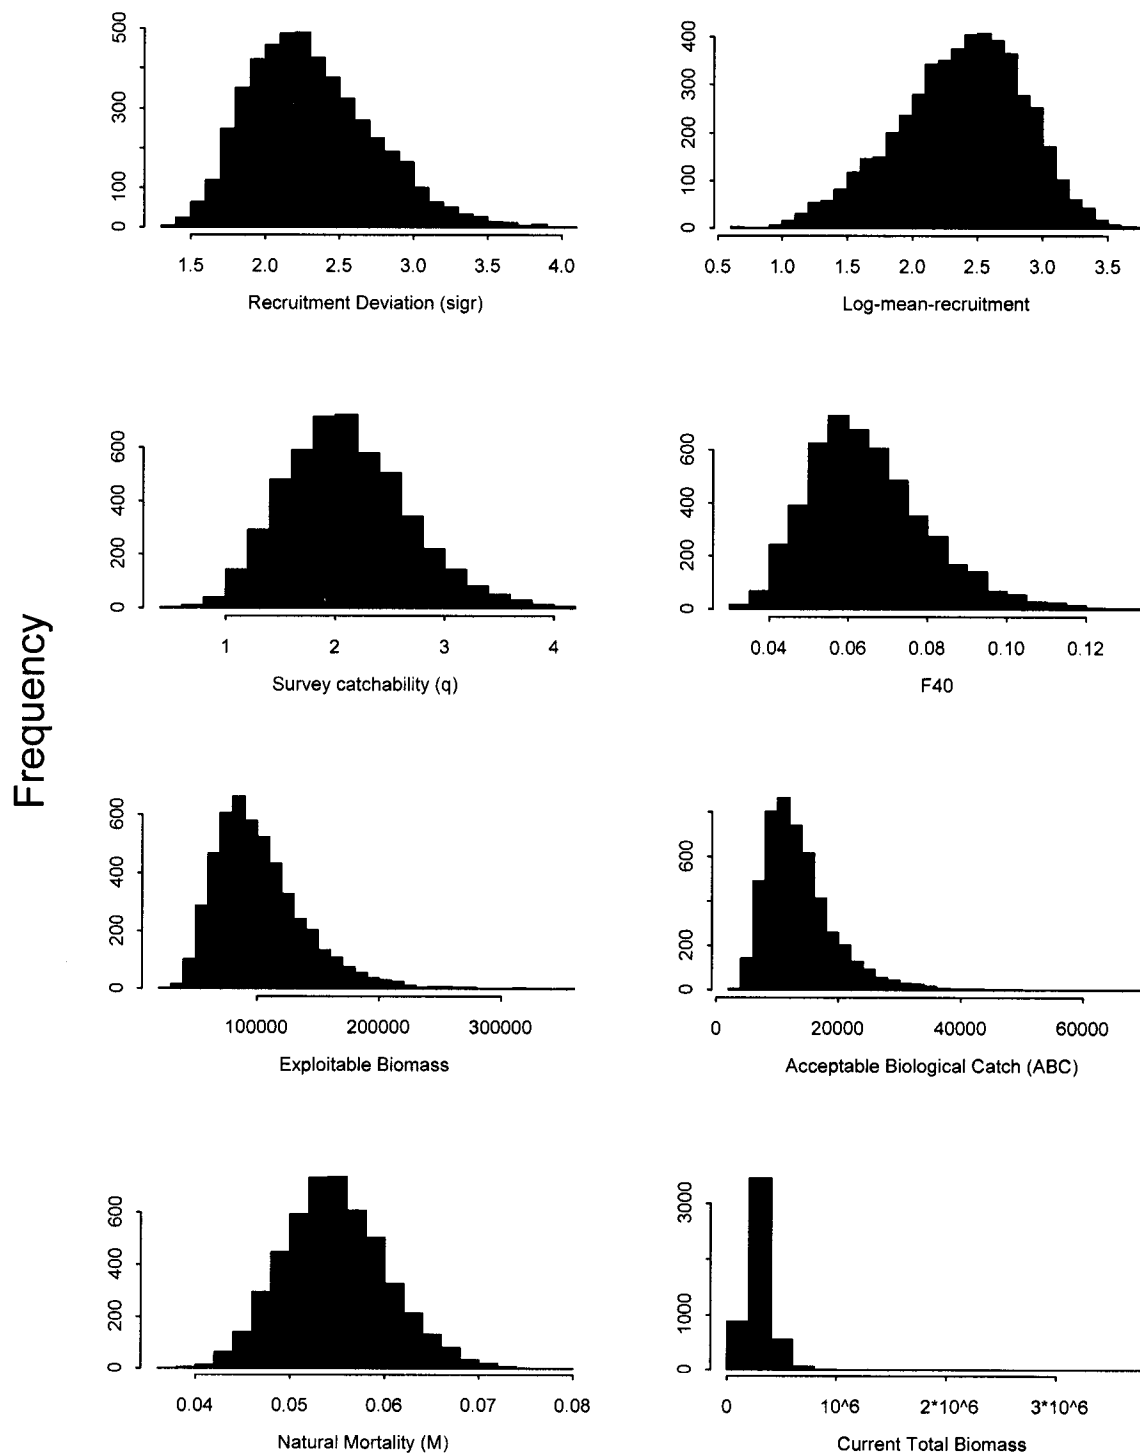 Frequency
500
300
100
0
1.5 2.0 2.5 3.0 3.5 4.0
Recruitment Deviation (sigr)
400
300
200
100
0
0.5 1.0 1.5 2.0 2.5 3.0 3.5
Log-mean-recruitment
600
400
200
0
1 2 3 4
Survey catchability (q)
600
400
200
0
0.04 0.06 0.08 0.10 0.12
F40
600
400
200
0
100000 200000 300000
Exploitable Biomass
600
200
0
0 20000 40000 60000
Acceptable Biological Catch (ABC)
600
400
200
0
0.04 0.05 0.06 0.07 0.08
Natural Mortality (M)
3000
1000
0
0 10^6 2*10^6 3*10^6
Current Total Biomass